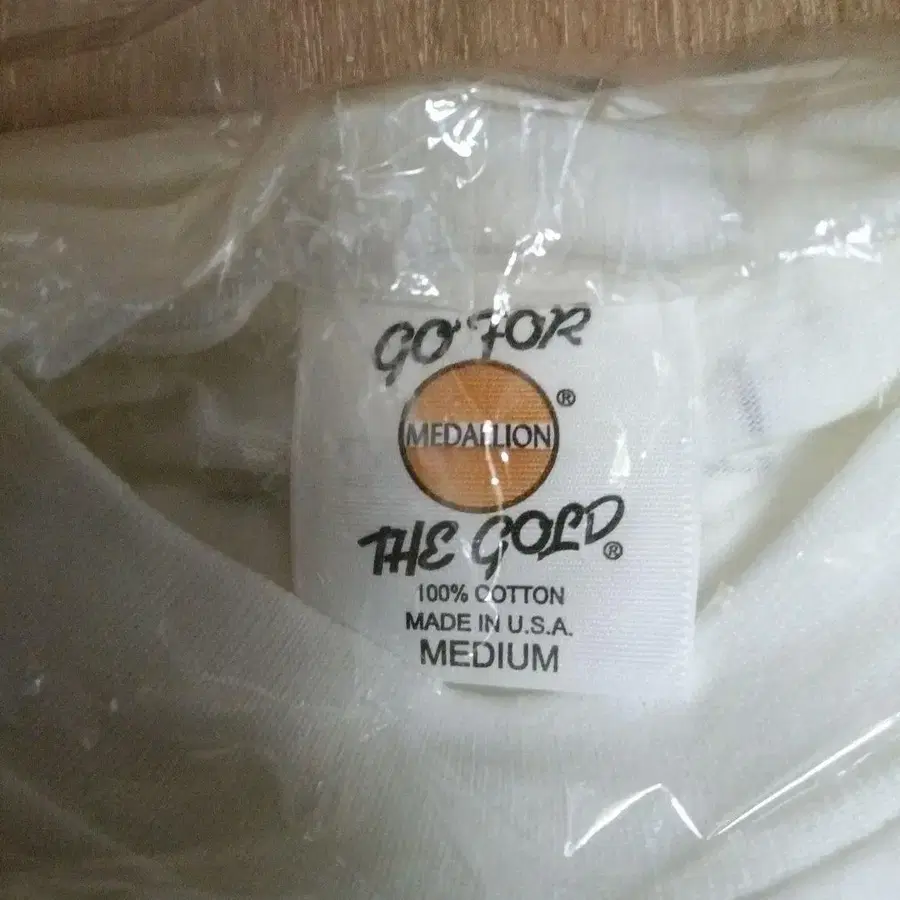 GO FOR
MEDALLION ®
THE GOLD ®
100% COTTON
MADE IN U.S.A.
MEDIUM